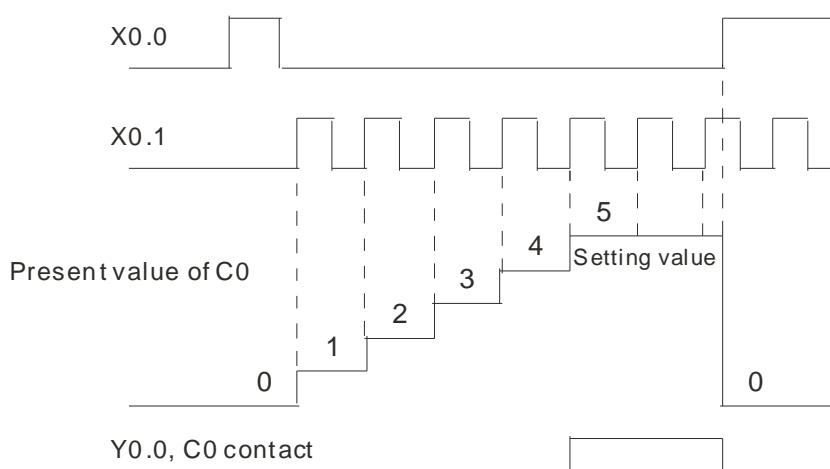 X0.0
X0.1
5
4
Setting value
Present value of C0
3
2
1
0
0
Y0.0, C0 contact